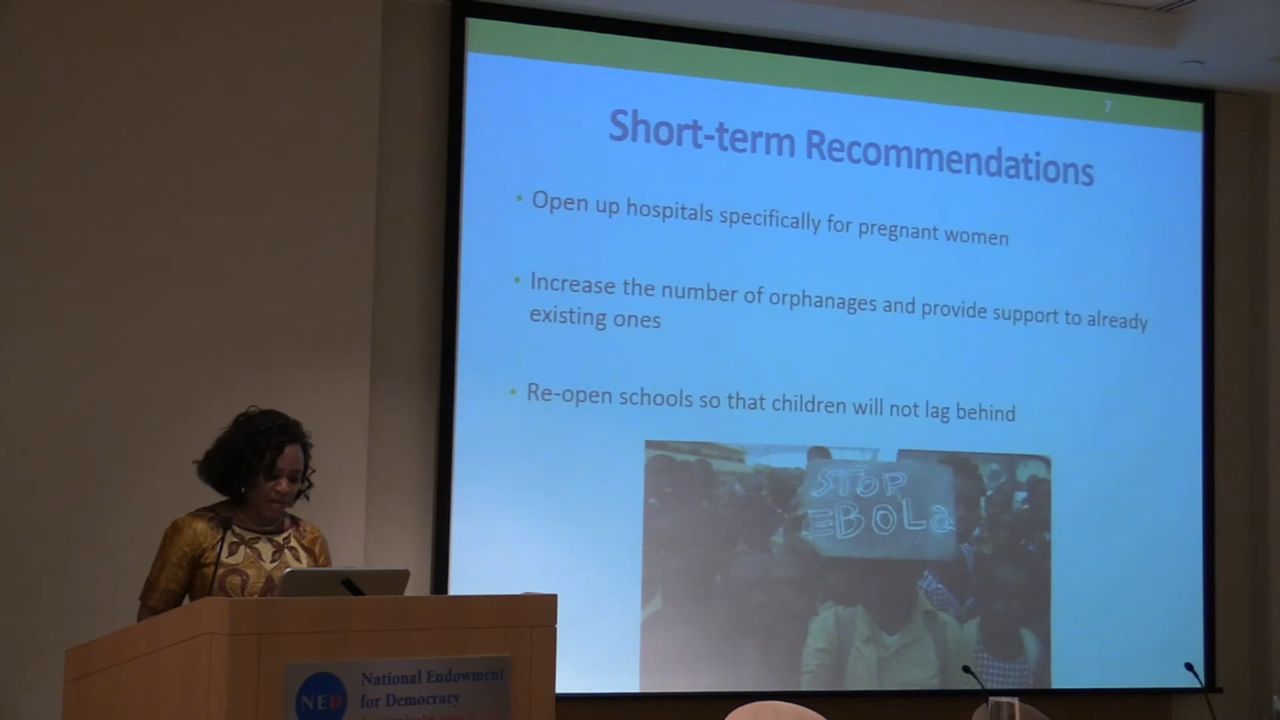 7
Short-term Recommendations
• Open up hospitals specifically for pregnant women
• Increase the number of orphanages and provide support to already
existing ones
• Re-open schools so that children will not lag behind
STOP
EBOLa
NED
National Endowment
for Democracy